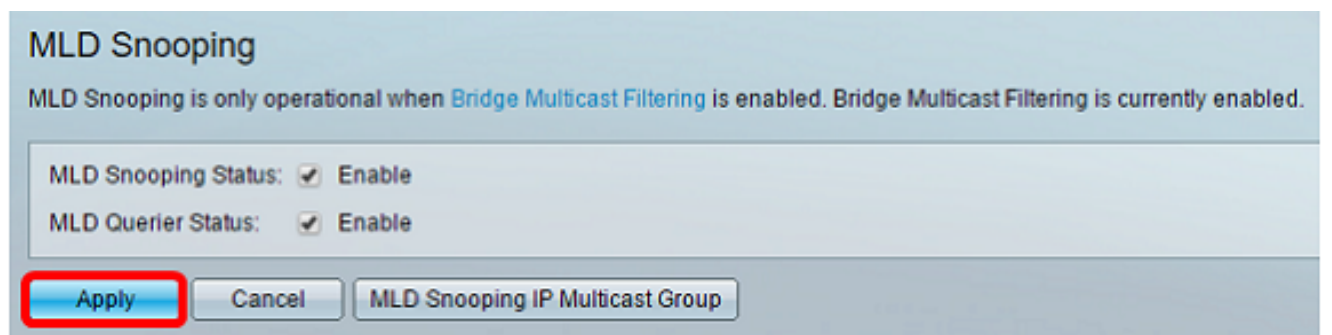 MLD Snooping
MLD Snooping is only operational when Bridge Multicast Filtering is enabled. Bridge Multicast Filtering is currently enabled.
MLD Snooping Status: Enable
MLD Querier Status: Enable
Apply Cancel MLD Snooping IP Multicast Group